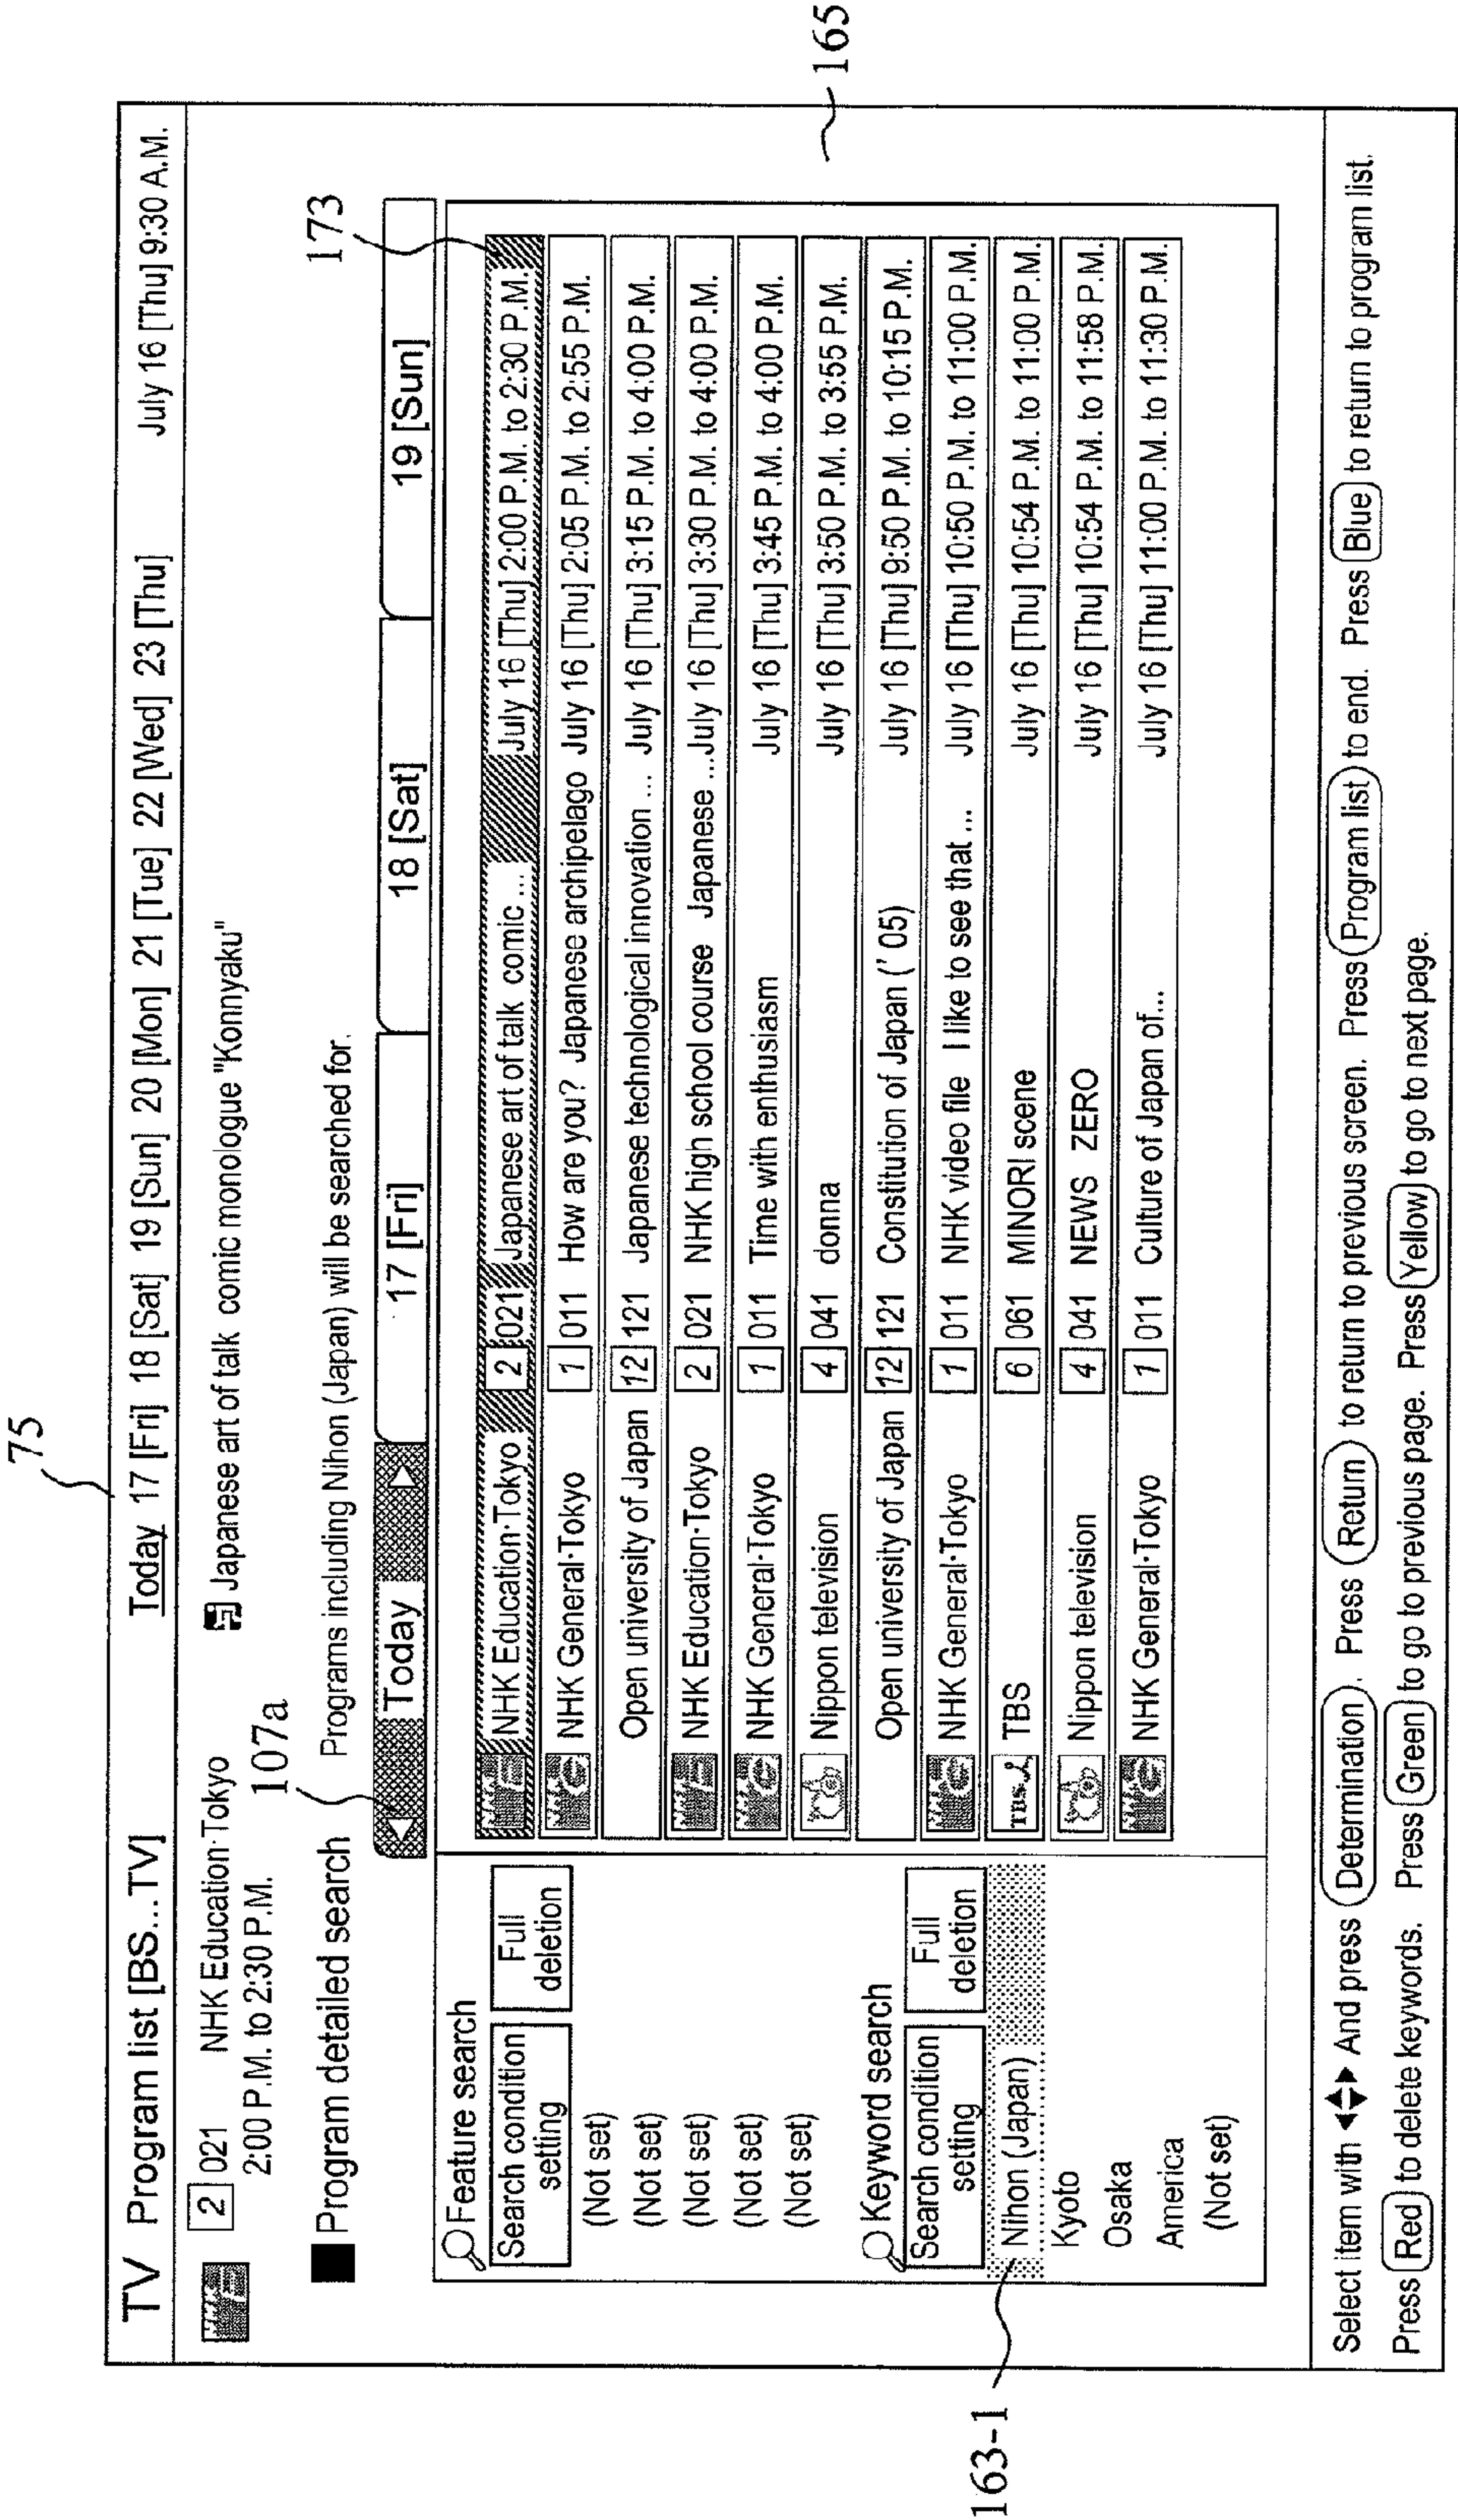 75
TV Program list [BS...TV] Today 17 [Fri] 18 [Sat] 19 [Sun] 20 [Mon] 21 [Tue] 22 [Wed] 23 [Thu] July 16 [Thu] 9:30 A.M.
2 021 NHK Education·Tokyo Japanese art of talk comic monologue "Konnyaku"
2:00 P.M. to 2:30 P.M.
107a
Program detailed search Programs including Nihon (Japan) will be searched for.
173
Today 17 [Fri] 18 [Sat] 19 [Sun]
Feature search
Search condition setting Full deletion
(Not set)
(Not set)
(Not set)
(Not set)
(Not set)
Keyword search
Search condition setting Full deletion
163-1
Nihon (Japan)
Kyoto
Osaka
America
(Not set)
NHK Education·Tokyo 2 021 Japanese art of talk comic ... July 16 [Thu] 2:00 P.M. to 2:30 P.M.
NHK General·Tokyo 1 011 How are you? Japanese archipelago July 16 [Thu] 2:05 P.M. to 2:55 P.M.
Open university of Japan 12 121 Japanese technological innovation ... July 16 [Thu] 3:15 P.M. to 4:00 P.M.
NHK Education·Tokyo 2 021 NHK high school course Japanese ... July 16 [Thu] 3:30 P.M. to 4:00 P.M.
NHK General·Tokyo 1 011 Time with enthusiasm July 16 [Thu] 3:45 P.M. to 4:00 P.M.
Nippon television 4 041 donna July 16 [Thu] 3:50 P.M. to 3:55 P.M.
Open university of Japan 12 121 Constitution of Japan (' 05) July 16 [Thu] 9:50 P.M. to 10:15 P.M.
NHK General·Tokyo 1 011 NHK video file I like to see that ... July 16 [Thu] 10:50 P.M. to 11:00 P.M.
TBS TBS 6 061 MINORI scene July 16 [Thu] 10:54 P.M. to 11:00 P.M.
Nippon television 4 041 NEWS ZERO July 16 [Thu] 10:54 P.M. to 11:58 P.M.
NHK General·Tokyo 1 011 Culture of Japan of... July 16 [Thu] 11:00 P.M. to 11:30 P.M.
165
Select item with And press Determination . Press Return to return to previous screen. Press Program list to end. Press Blue to return to program list.
Press Red to delete keywords. Press Green to go to previous page. Press Yellow to go to next page.